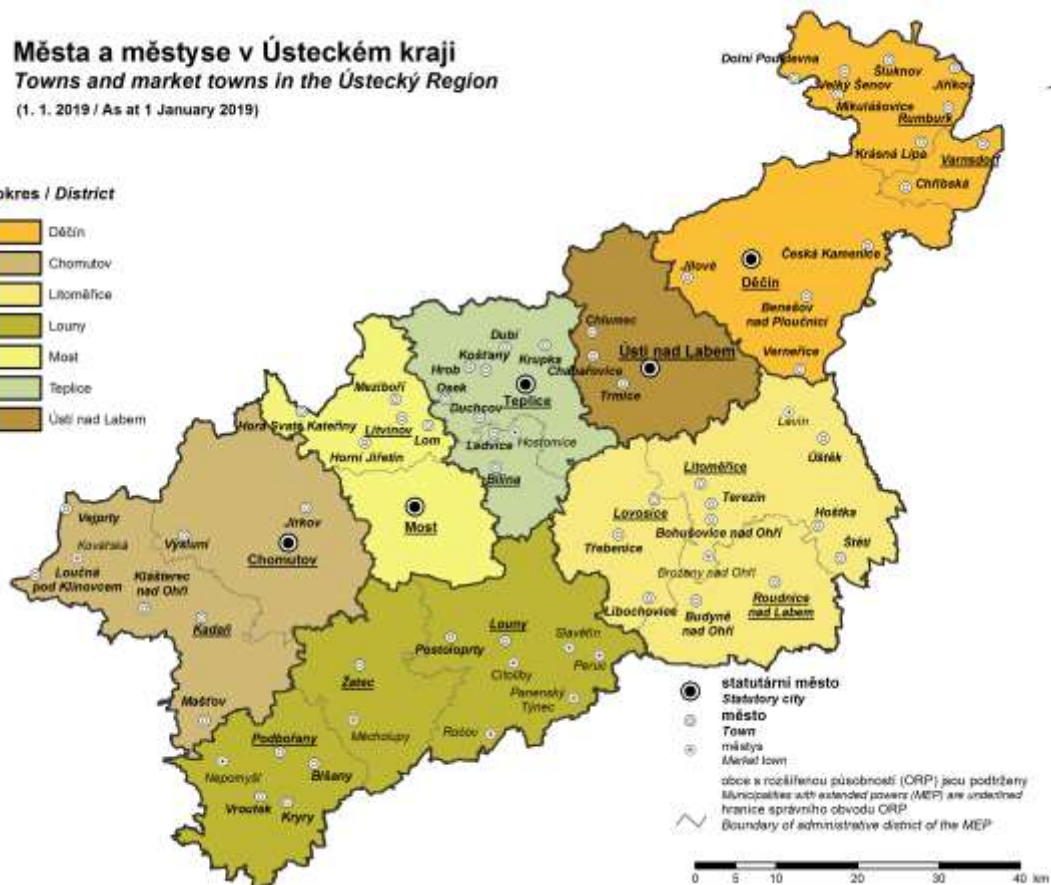 Města a městyse v Ústeckém kraji
Towns and market towns in the Ústecký Region
(1. 1. 2019 / As at 1 January 2019)
okres / District
Děčín
Chomutov
Litoměřice
Louny
Most
Teplice
Ústí nad Labem
Dolní Poustevna
Šluknov
Velký Šenov
Jiříkov
Mikulášovice
Rumburk
Krásná Lípa
Varnsdorf
Chřibská
Česká Kamenice
Jílové
Děčín
Benešov
nad Ploučnicí
Verneřice
Chlumec
Ústí nad Labem
Chabařovice
Trmice
Dubí
Košťany
Krupka
Hrob
Osek
Teplice
Duchcov
Ledvice
Hostomice
Bílina
Meziboří
Hora Svaté Kateřiny
Litvínov
Lom
Horní Jiřetín
Most
Levín
Úštěk
Litoměřice
Terezín
Lovosice
Hoštka
Bohušovice nad Ohří
Třebenice
Štětí
Brozany nad Ohří
Libochovice
Budyně
nad Ohří
Roudnice
nad Labem
Vejprty
Jirkov
Kovářská
Výsluní
Chomutov
Loučná
pod Klínovcem
Klášterec
nad Ohří
Kadaň
Mašťov
Louny
Postoloprty
Slavětín
Peruc
Cítoliby
Žatec
Panenský
Týnec
Měcholupy
Ročov
Podbořany
Nepomyšl
Blšany
Vroutek
Kryry
statutární město
Statutory city
město
Town
městys
Market town
obce s rozšířenou působností (ORP) jsou podtrženy
Municipalities with extended powers (MEP) are underlined
hranice správního obvodu ORP
Boundary of administrative district of the MEP
0 5 10 20 30 40 km